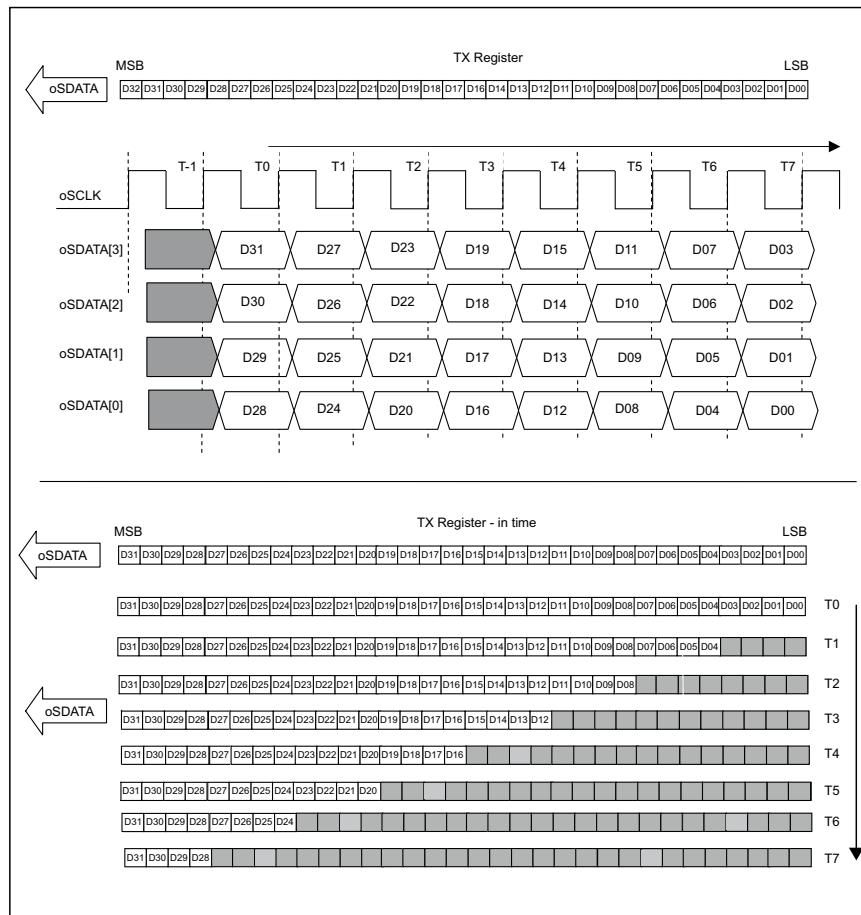 MSB
TX Register
LSB
oSDATA
D32 D31 D30 D29 D28 D27 D26 D25 D24 D23 D22 D21 D20 D19 D18 D17 D16 D14 D13 D12 D11 D10 D09 D08 D07 D06 D05 D04 D03 D02 D01 D00
T-1 T0 T1 T2 T3 T4 T5 T6 T7
oSCLK
oSDATA[3] D31 D27 D23 D19 D15 D11 D07 D03
oSDATA[2] D30 D26 D22 D18 D14 D10 D06 D02
oSDATA[1] D29 D25 D21 D17 D13 D09 D05 D01
oSDATA[0] D28 D24 D20 D16 D12 D08 D04 D00
MSB
TX Register - in time
LSB
oSDATA
D31 D30 D29 D28 D27 D26 D25 D24 D23 D22 D21 D20 D19 D18 D17 D16 D15 D14 D13 D12 D11 D10 D09 D08 D07 D06 D05 D04 D03 D02 D01 D00
D31 D30 D29 D28 D27 D26 D25 D24 D23 D22 D21 D20 D19 D18 D17 D16 D15 D14 D13 D12 D11 D10 D09 D08 D07 D06 D05 D04 D03 D02 D01 D00 T0
D31 D30 D29 D28 D27 D26 D25 D24 D23 D22 D21 D20 D19 D18 D17 D16 D15 D14 D13 D12 D11 D10 D09 D08 D07 D06 D05 D04 T1
D31 D30 D29 D28 D27 D26 D25 D24 D23 D22 D21 D20 D19 D18 D17 D16 D15 D14 D13 D12 D11 D10 D09 D08 T2
oSDATA
D31 D30 D29 D28 D27 D26 D25 D24 D23 D22 D21 D20 D19 D18 D17 D16 D15 D14 D13 D12 T3
D31 D30 D29 D28 D27 D26 D25 D24 D23 D22 D21 D20 D19 D18 D17 D16 T4
D31 D30 D29 D28 D27 D26 D25 D24 D23 D22 D21 D20 T5
D31 D30 D29 D28 D27 D26 D25 D24 T6
D31 D30 D29 D28 T7